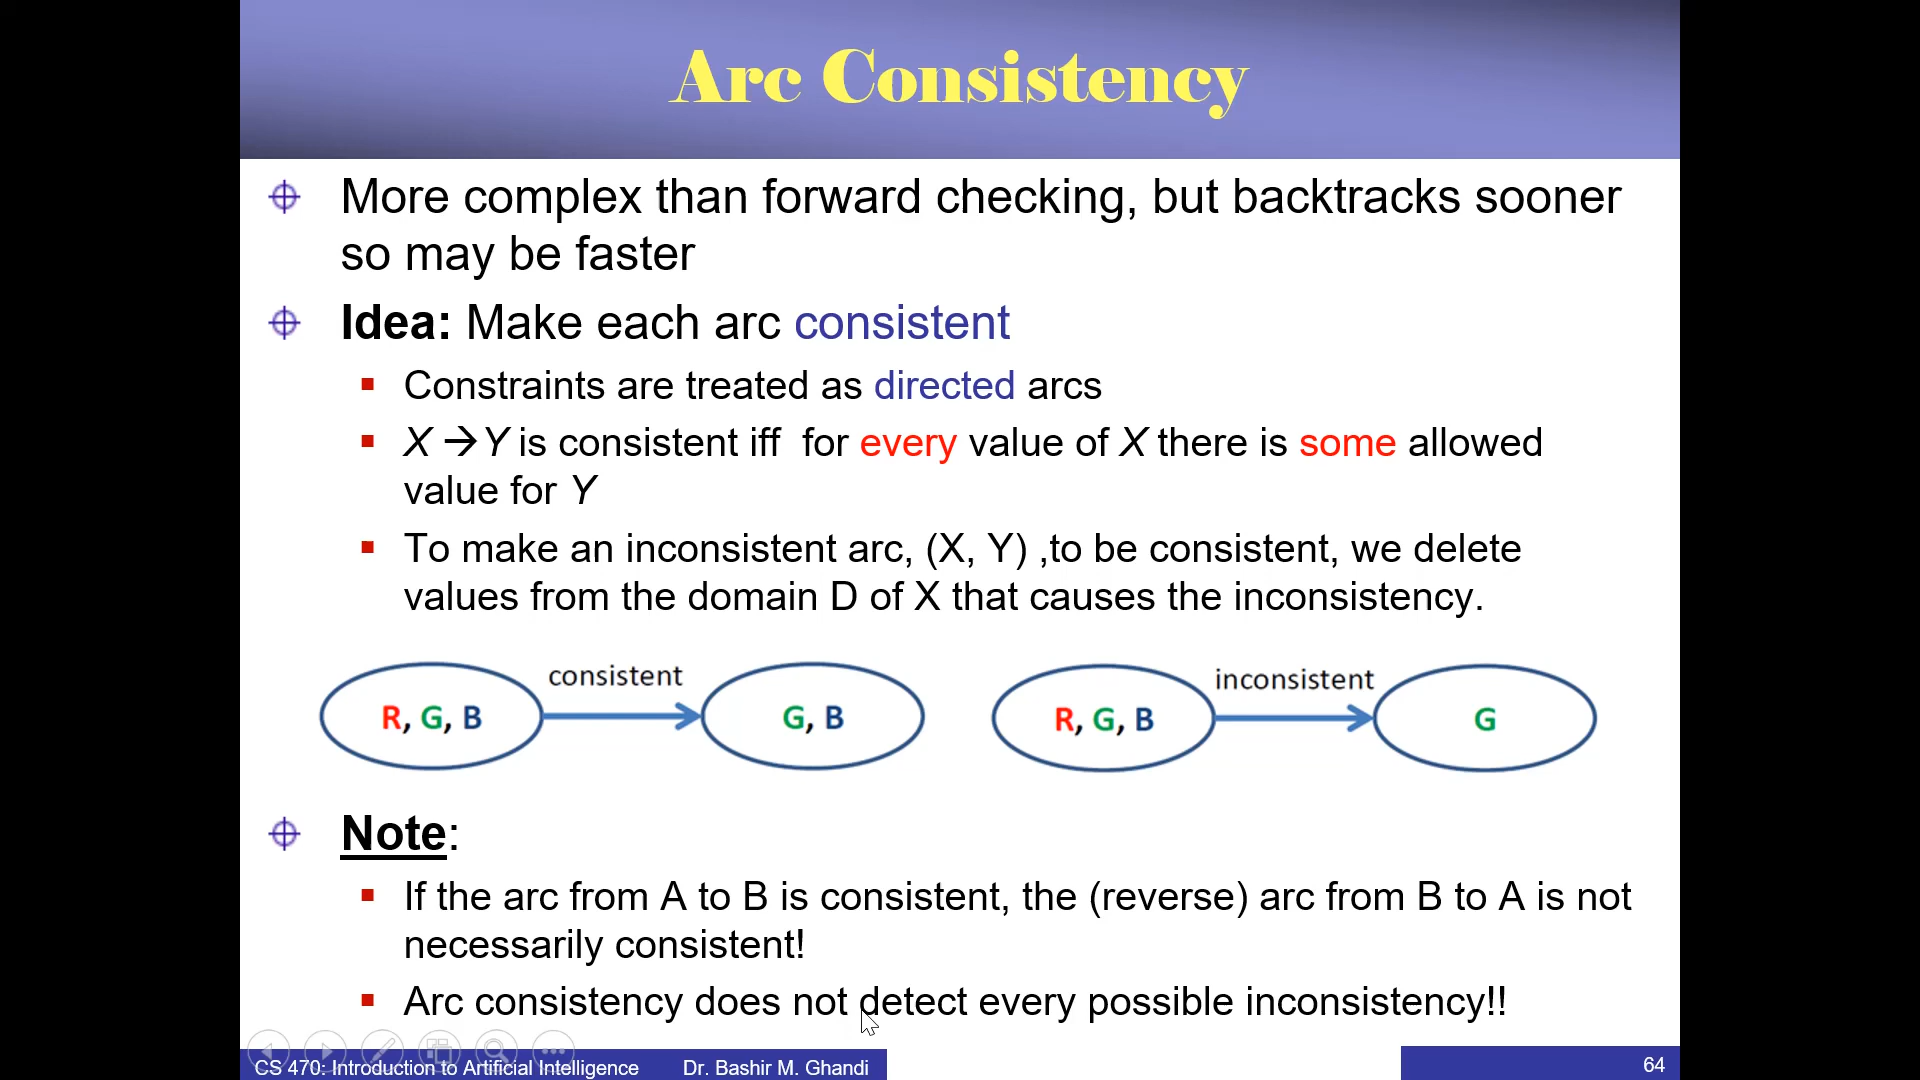 Arc Consistency
More complex than forward checking, but backtracks sooner
so may be faster
Idea: Make each arc consistent
Constraints are treated as directed arcs
X → Y is consistent iff for every value of X there is some allowed
value for Y
To make an inconsistent arc, (X, Y) ,to be consistent, we delete
values from the domain D of X that causes the inconsistency.
R, G, B consistent G, B
R, G, B inconsistent G
Note:
If the arc from A to B is consistent, the (reverse) arc from B to A is not
necessarily consistent!
Arc consistency does not detect every possible inconsistency!!
CS 470: Introduction to Artificial Intelligence Dr. Bashir M. Ghandi 64